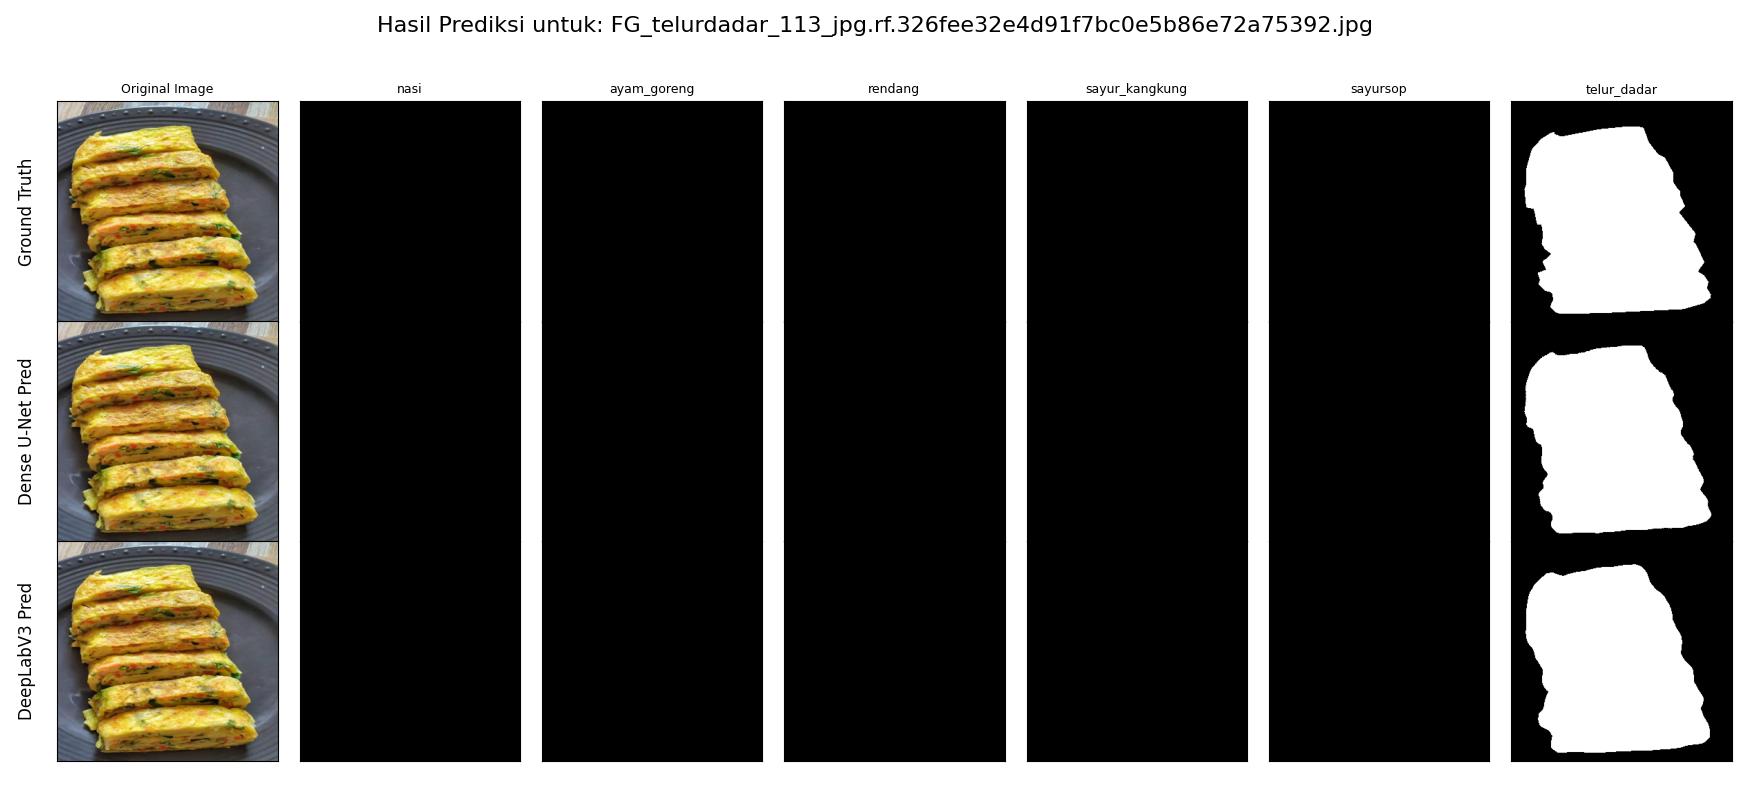 Hasil Prediksi untuk: FG_telurdadar_113_jpg.rf.326fee32e4d91f7bc0e5b86e72a75392.jpg
Original Image nasi ayam_goreng rendang sayur_kangkung sayursop telur_dadar
Ground Truth
Dense U-Net Pred
DeepLabV3 Pred